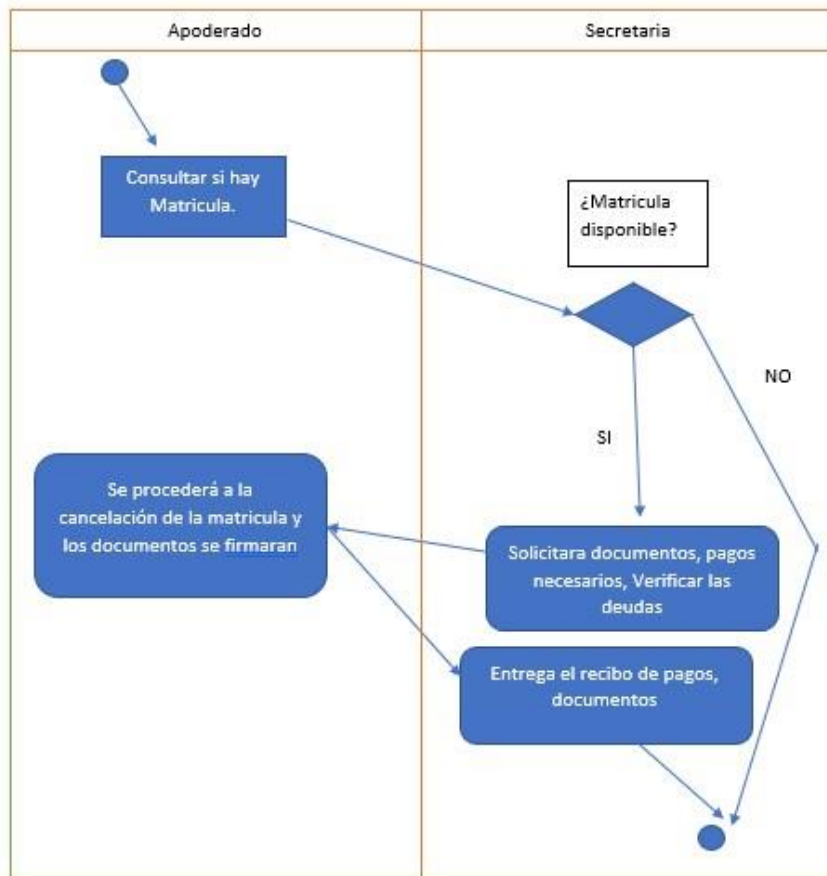 Apoderado
Secretaria
Consultar si hay
Matricula.
¿Matricula
disponible?
NO
SI
Se procederá a la
cancelación de la matricula y
los documentos se firmaran
Solicitara documentos, pagos
necesarios, Verificar las
deudas
Entrega el recibo de pagos,
documentos